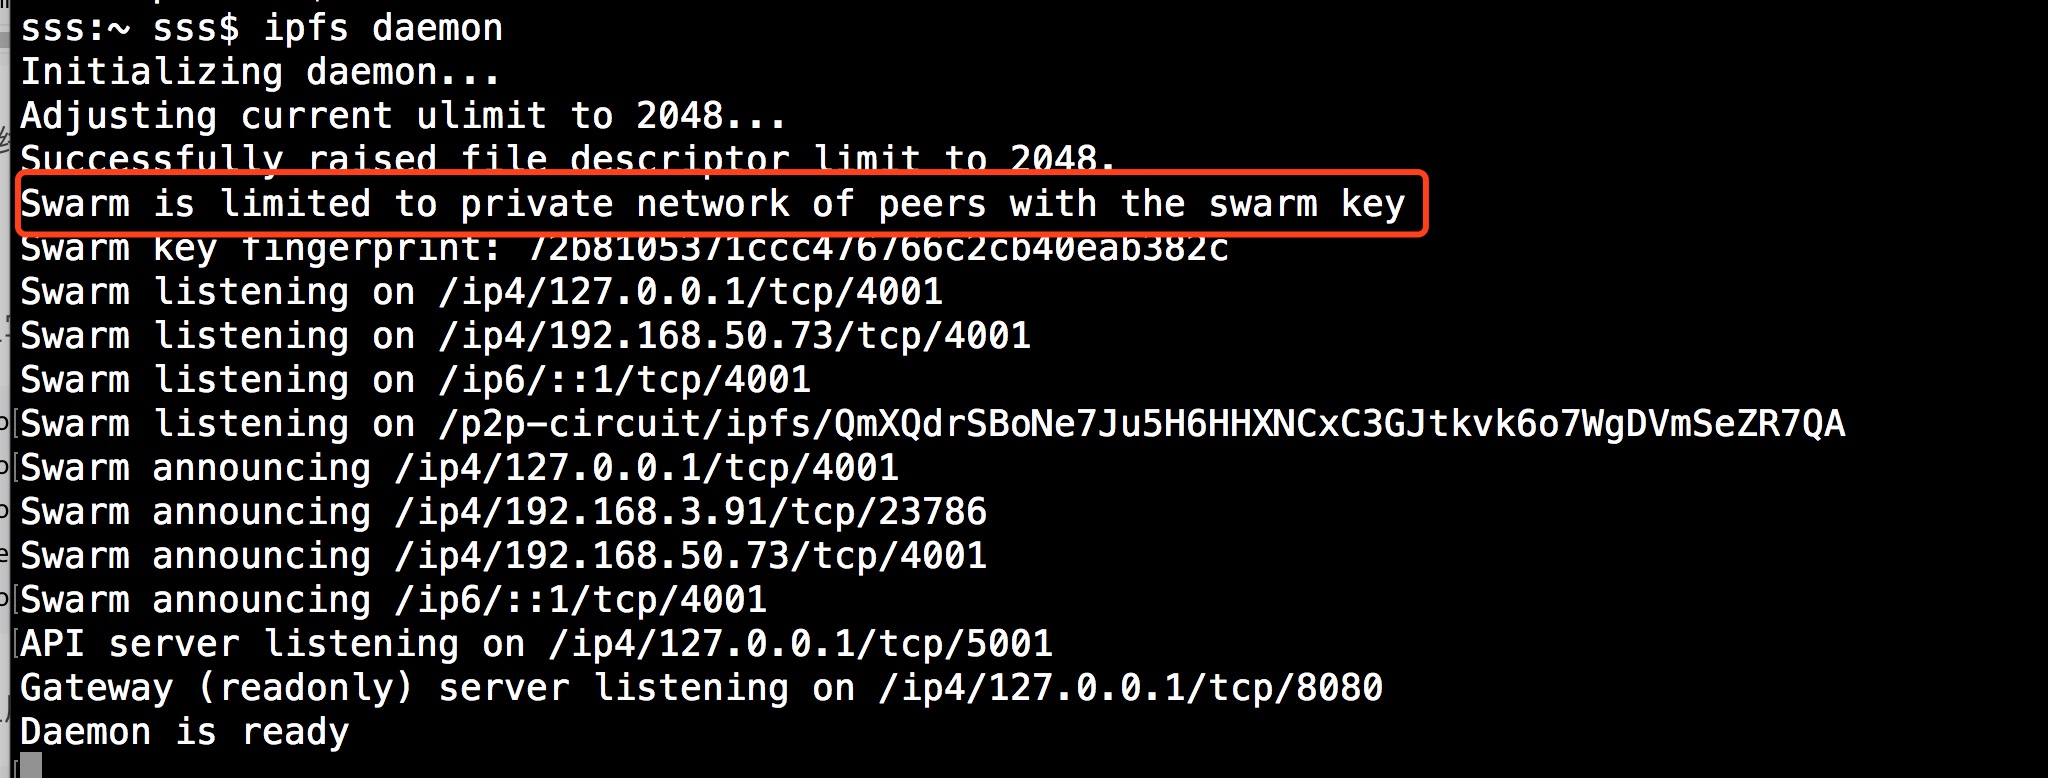 sss:~ sss$ ipfs daemon
Initializing daemon...
Adjusting current ulimit to 2048...
Successfully raised file descriptor limit to 2048.
Swarm is limited to private network of peers with the swarm key
Swarm key fingerprint: 72b8105371ccc476766c2cb40eab382c
Swarm listening on /ip4/127.0.0.1/tcp/4001
Swarm listening on /ip4/192.168.50.73/tcp/4001
Swarm listening on /ip6/::1/tcp/4001
Swarm listening on /p2p-circuit/ipfs/QmXQdrSBoNe7Ju5H6HHXNCxC3GJtkvk6o7WgDVmSeZR7QA
Swarm announcing /ip4/127.0.0.1/tcp/4001
Swarm announcing /ip4/192.168.3.91/tcp/23786
Swarm announcing /ip4/192.168.50.73/tcp/4001
Swarm announcing /ip6/::1/tcp/4001
API server listening on /ip4/127.0.0.1/tcp/5001
Gateway (readonly) server listening on /ip4/127.0.0.1/tcp/8080
Daemon is ready